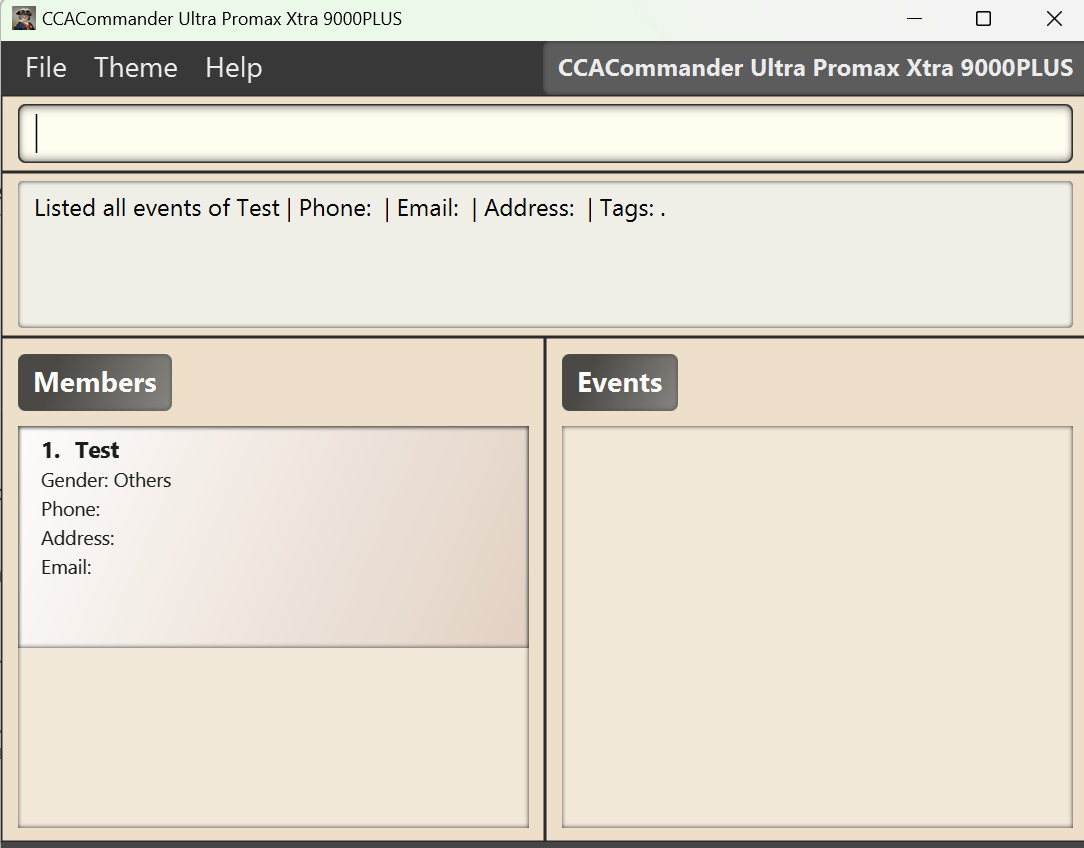 CCACommander Ultra Promax Xtra 9000PLUS
File Theme Help CCACommander Ultra Promax Xtra 9000PLUS
Listed all events of Test | Phone:  | Email:  | Address:  | Tags: .
Members
1. Test
Gender: Others
Phone:
Address:
Email:
Events